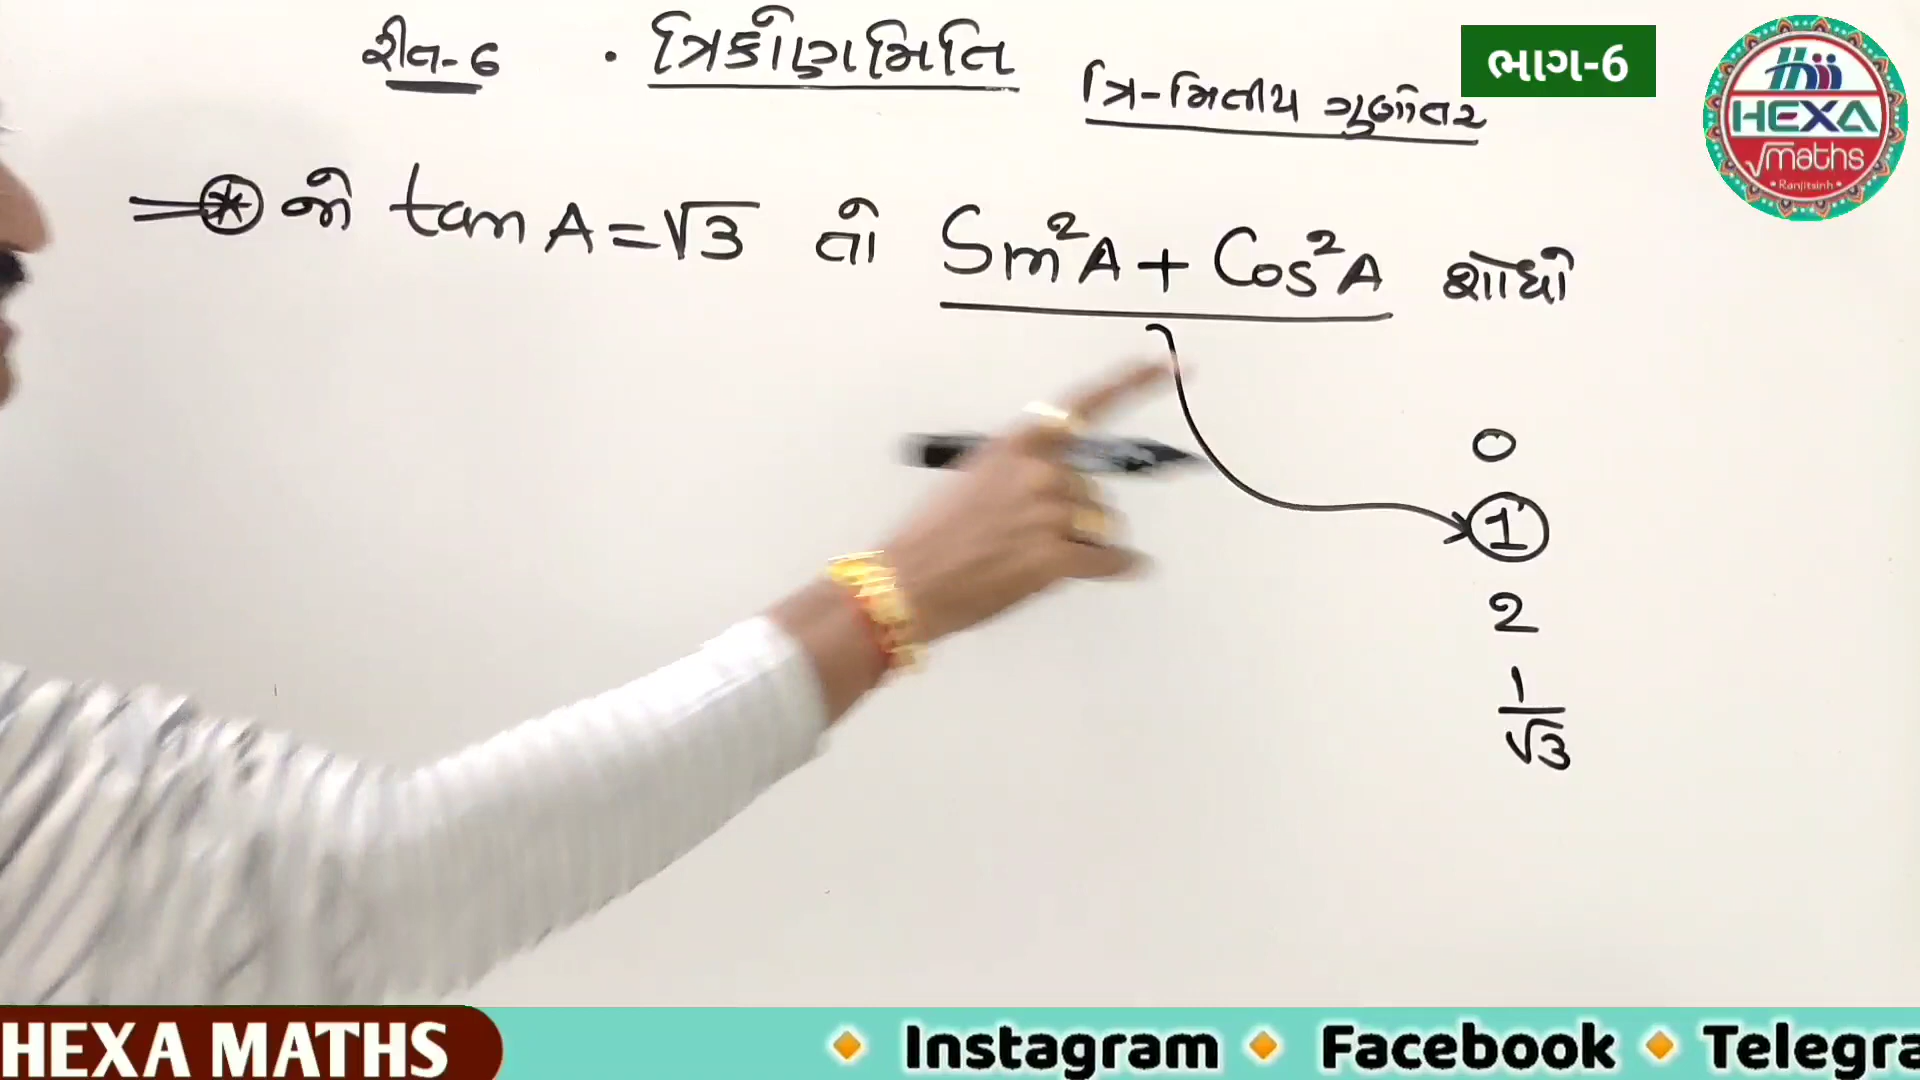 રીત-6 . ત્રિકોણમિતિ
ત્રિ-મિતીય ગુણોત્તર
ભાગ-6
HEXA
√maths
• Ranjitsinh •
⊛ જો tan A = √3 તો Sin²A + Cos²A શોધો
0
1
2
1/√3
HEXA MATHS 🔸 Instagram 🔸 Facebook 🔸 Telegra